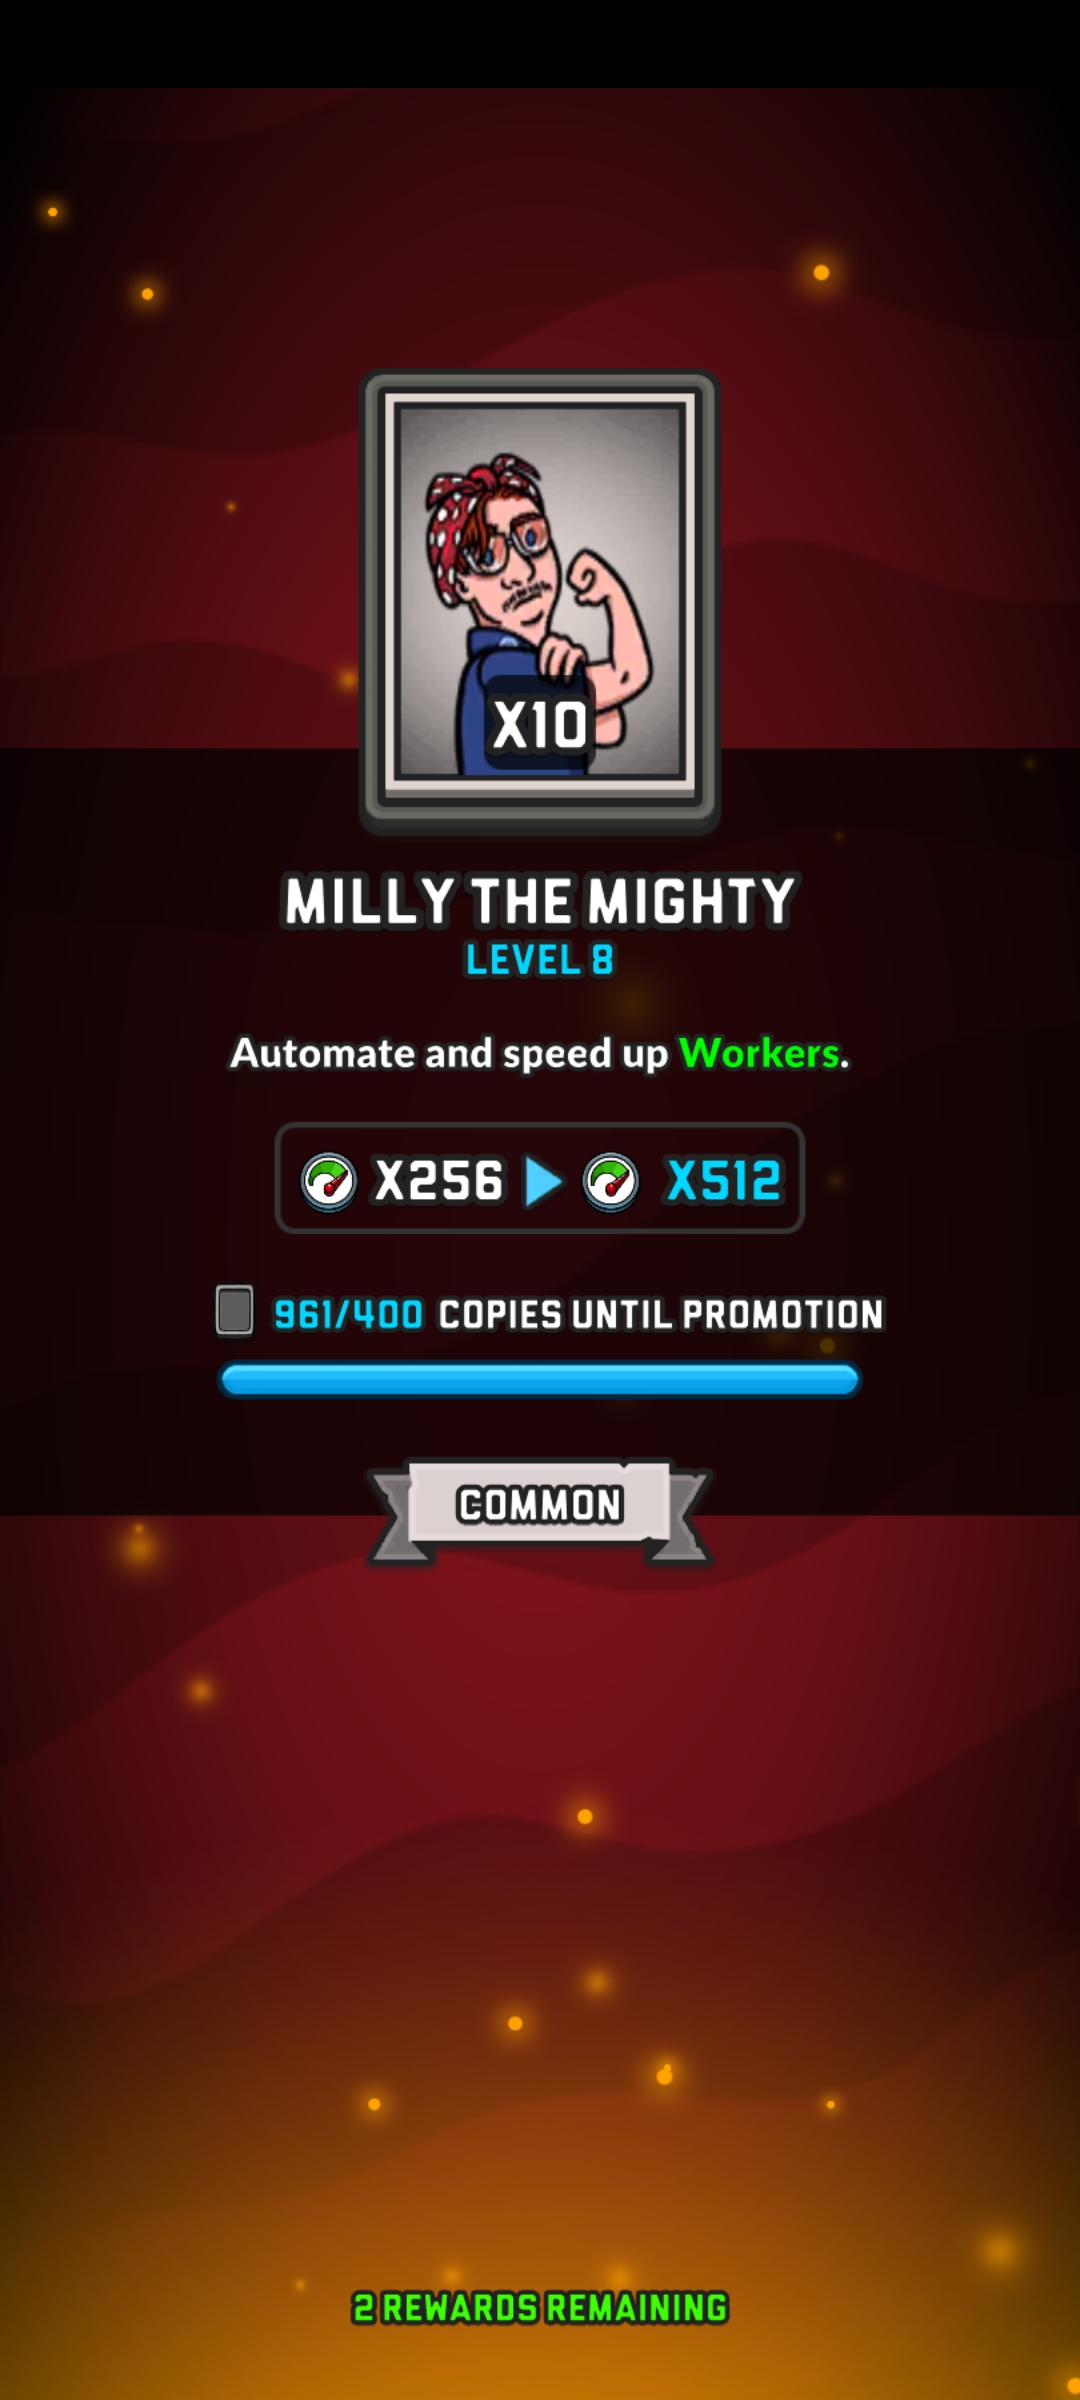 X10
MILLY THE MIGHTY
LEVEL 8
Automate and speed up Workers.
X256 X512
961/400 COPIES UNTIL PROMOTION
COMMON
2 REWARDS REMAINING